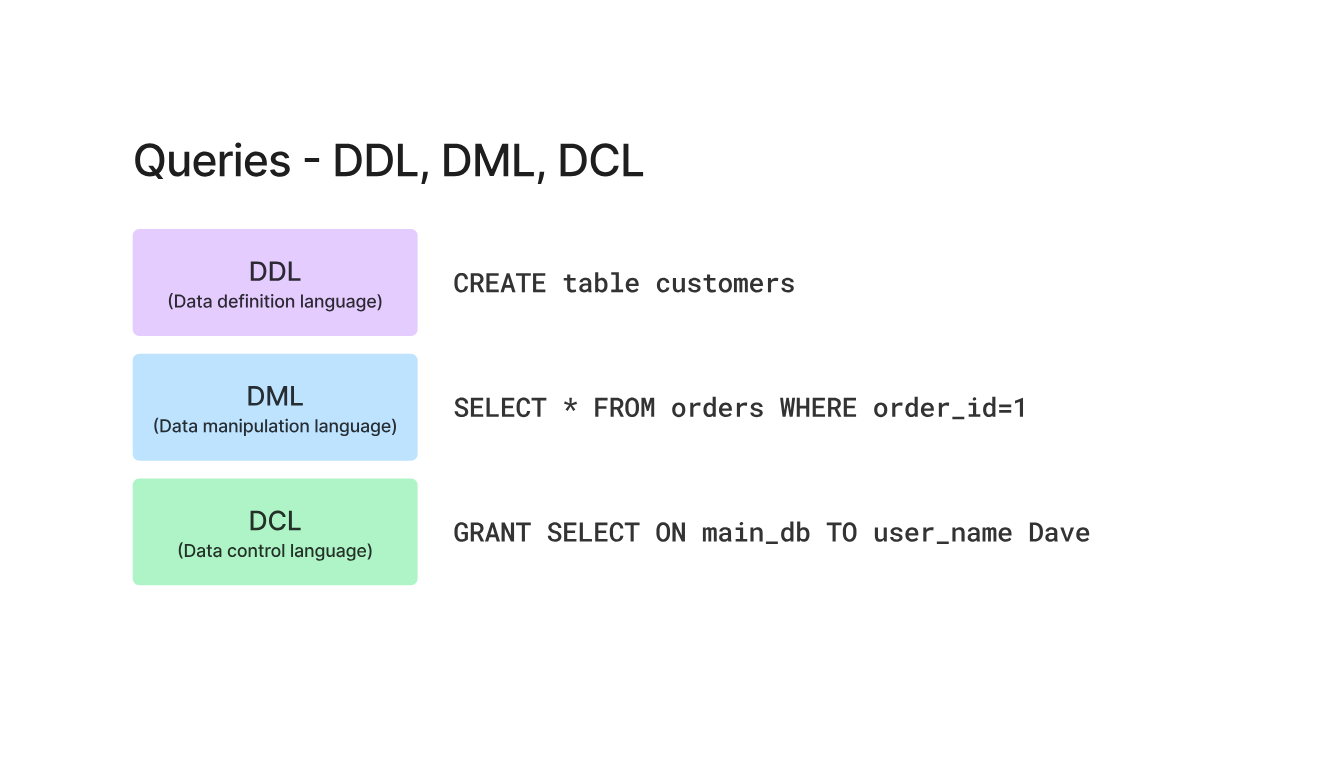 Queries - DDL, DML, DCL
DDL
(Data definition language)
CREATE table customers
DML
(Data manipulation language)
SELECT * FROM orders WHERE order_id=1
DCL
(Data control language)
GRANT SELECT ON main_db TO user_name Dave